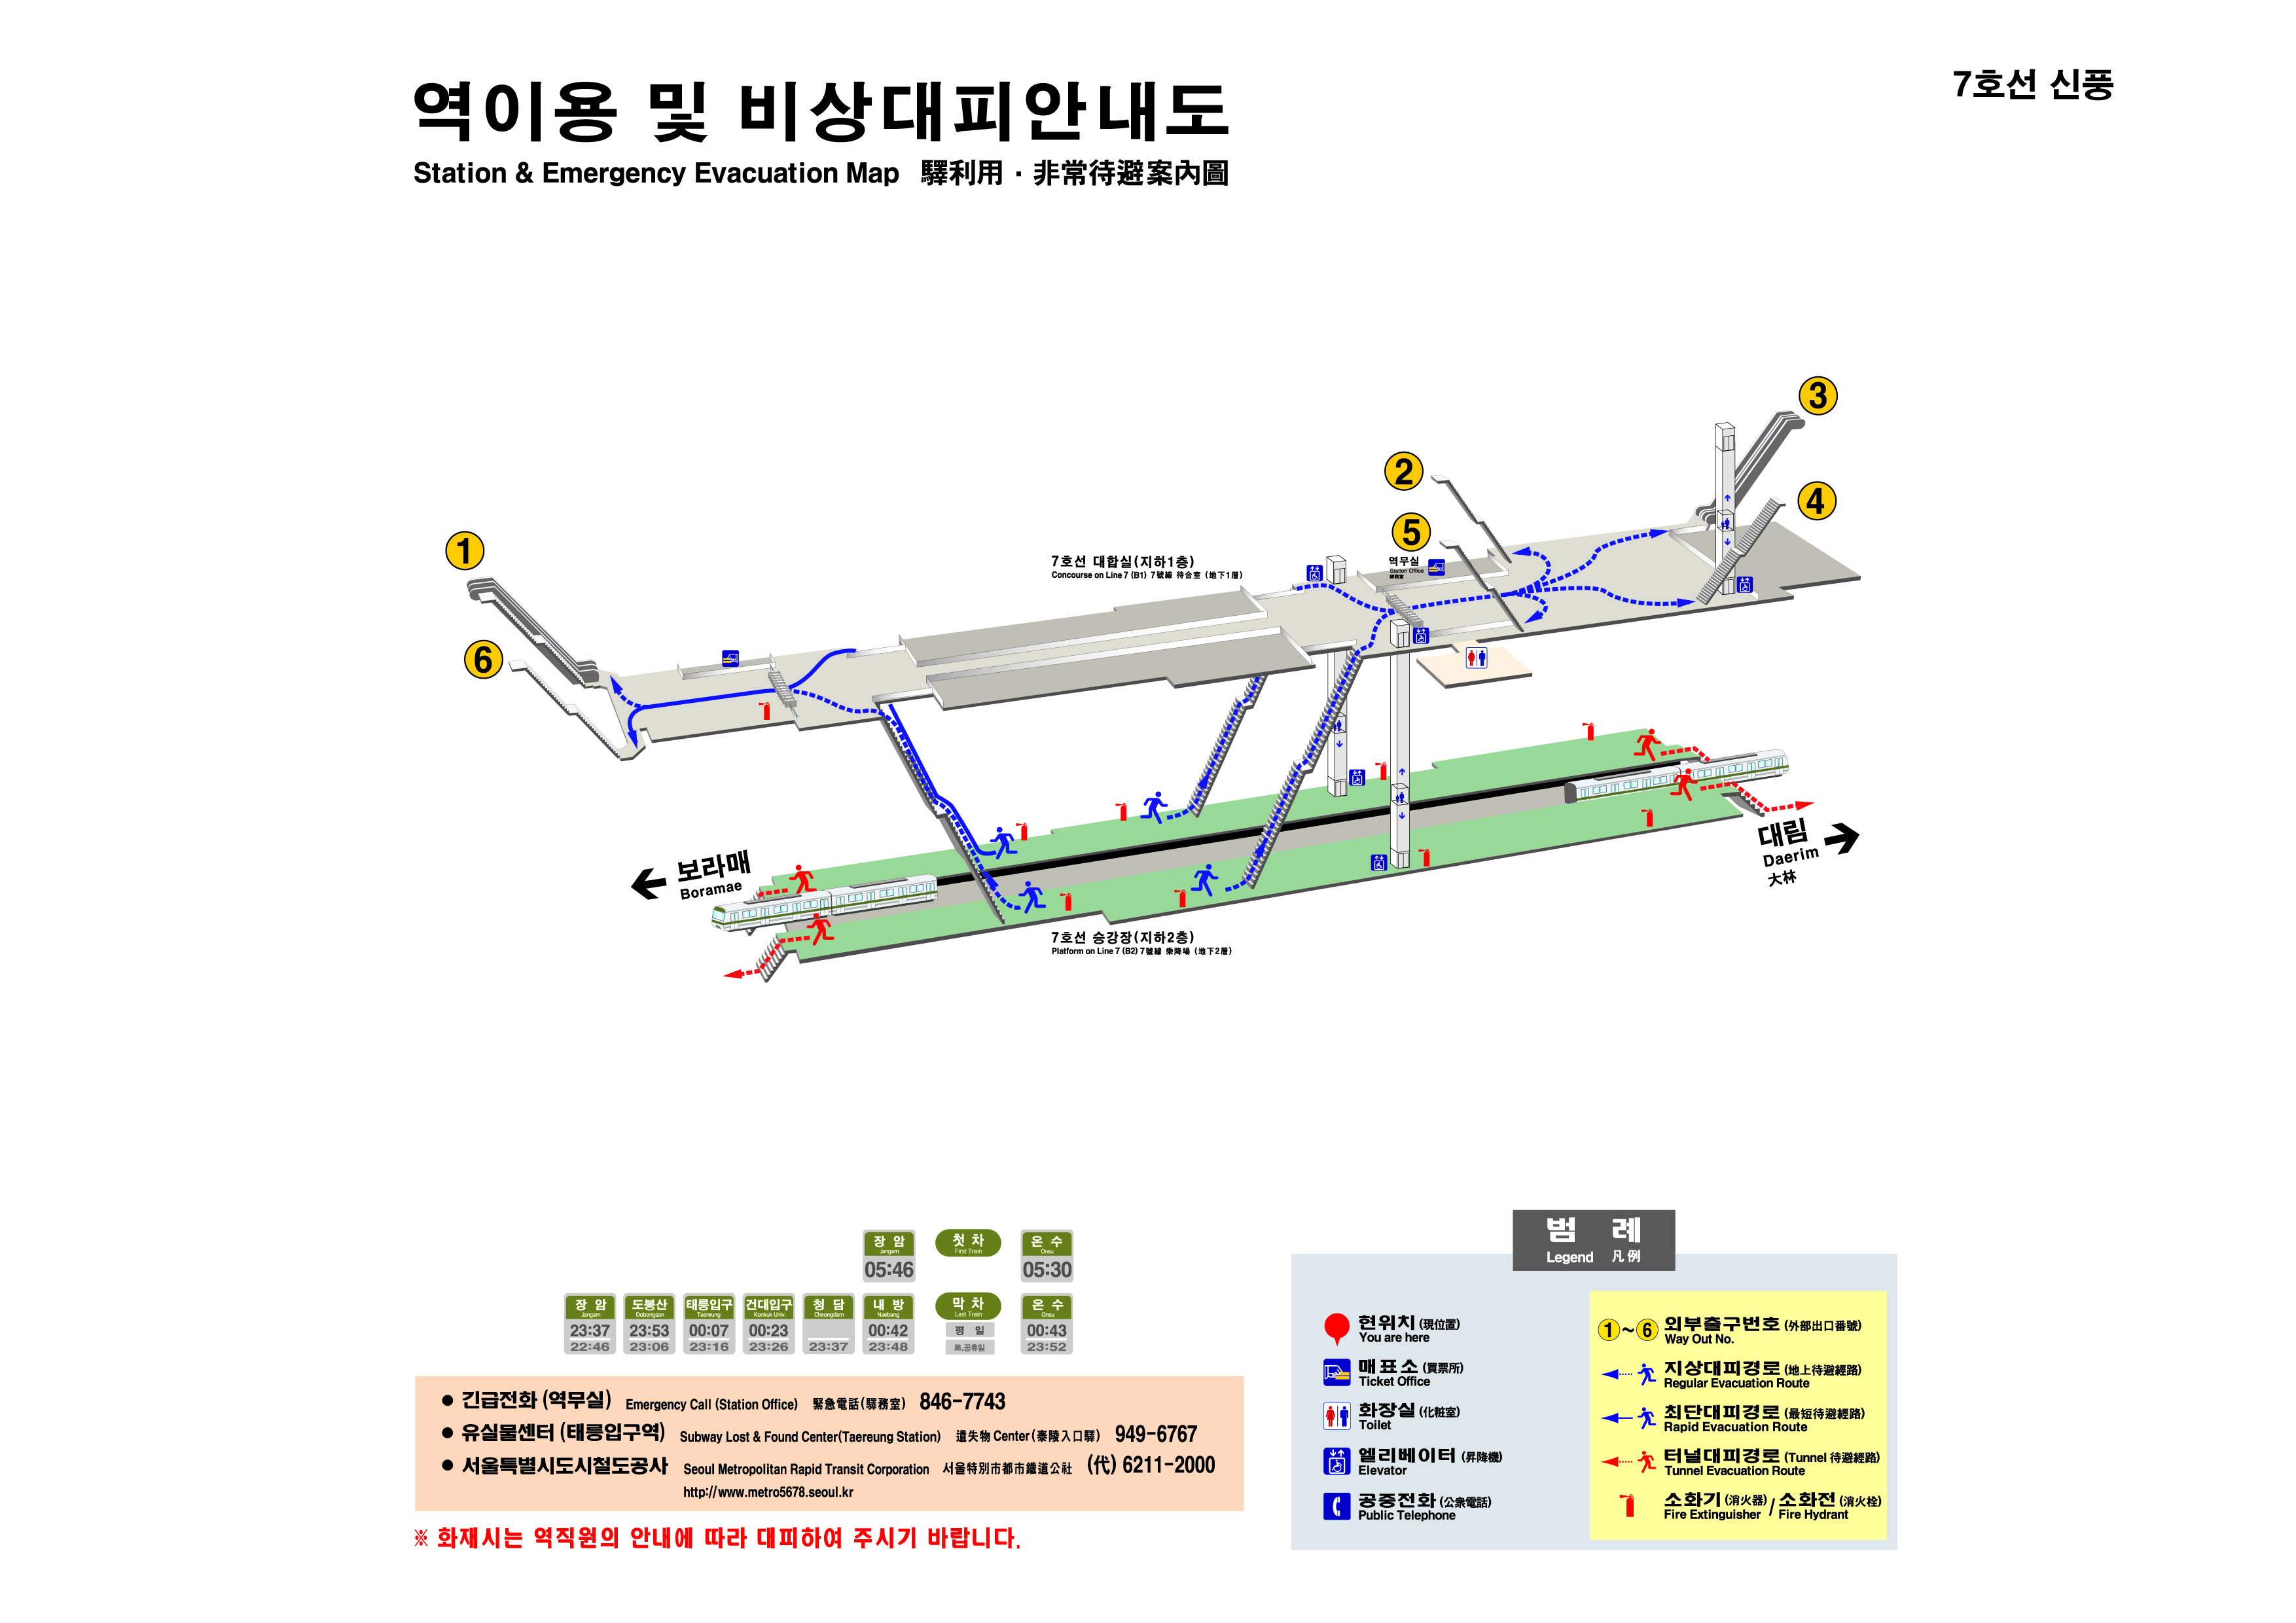 역이용 및 비상대피안내도
Station & Emergency Evacuation Map 驛利用 · 非常待避案內圖
7호선 신풍
3
2
4
5
1
6
7호선 대합실(지하1층)
Concourse on Line 7 (B1) 7號線 待合室 (地下1層)
역무실
Station Office
驛務室
보라매
Boramae
대림
Daerim
大林
7호선 승강장(지하2층)
Platform on Line 7 (B2) 7號線 乘降場 (地下2層)
장 암 첫 차 온 수
Jangam First Train Onsu
05:46 05:30
장 암 도봉산 태릉입구 건대입구 청 담 내 방 막 차 온 수
Jangam Dobongsan Taereung Konkuk Univ. Cheongdam Naebang Last Train Onsu
23:37 23:53 00:07 00:23 00:42 평 일 00:43
22:46 23:06 23:16 23:26 23:37 23:48 토,공휴일 23:52
● 긴급전화 (역무실) Emergency Call (Station Office) 緊急電話(驛務室) 846-7743
● 유실물센터 (태릉입구역) Subway Lost & Found Center(Taereung Station) 遺失物 Center(泰陵入口驛) 949-6767
● 서울특별시도시철도공사 Seoul Metropolitan Rapid Transit Corporation 서울特別市都市鐵道公社 (代) 6211-2000
http://www.metro5678.seoul.kr
※ 화재시는 역직원의 안내에 따라 대피하여 주시기 바랍니다.
범 례
Legend 凡例
현위치 (現位置)
You are here
매표소 (買票所)
Ticket Office
화장실 (化粧室)
Toilet
엘리베이터 (昇降機)
Elevator
공중전화 (公衆電話)
Public Telephone
1 ~ 6 외부출구번호 (外部出口番號)
Way Out No.
지상대피경로 (地上待避經路)
Regular Evacuation Route
최단대피경로 (最短待避經路)
Rapid Evacuation Route
터널대피경로 (Tunnel 待避經路)
Tunnel Evacuation Route
소화기 (消火器) / 소화전 (消火栓)
Fire Extinguisher / Fire Hydrant